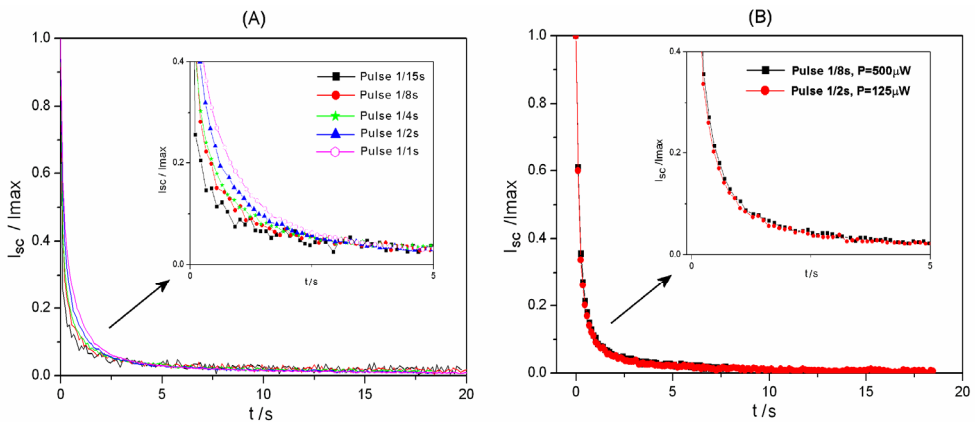 (A)
1.0
0.8
0.6
0.4
0.2
0.0
Isc / Imax
0
5
10
15
20
t /s
0.4
0.2
0.0
Isc /Imax
0
5
t /s
Pulse 1/15s
Pulse 1/8s
Pulse 1/4s
Pulse 1/2s
Pulse 1/1s
(B)
1.0
0.8
0.6
0.4
0.2
0.0
Isc / Imax
0
5
10
15
20
t /s
0.4
0.2
0.0
Isc /Imax
0
5
t /s
Pulse 1/8s, P=500μW
Pulse 1/2s, P=125μW